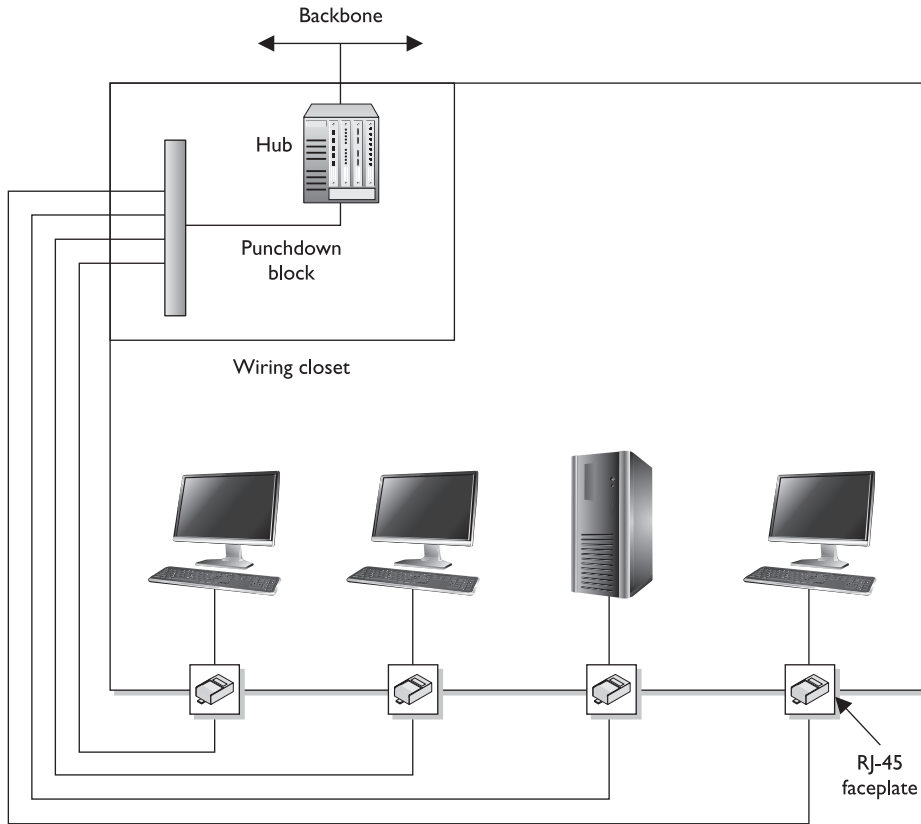 Backbone
Hub
Punchdown
block
Wiring closet
RJ-45
faceplate